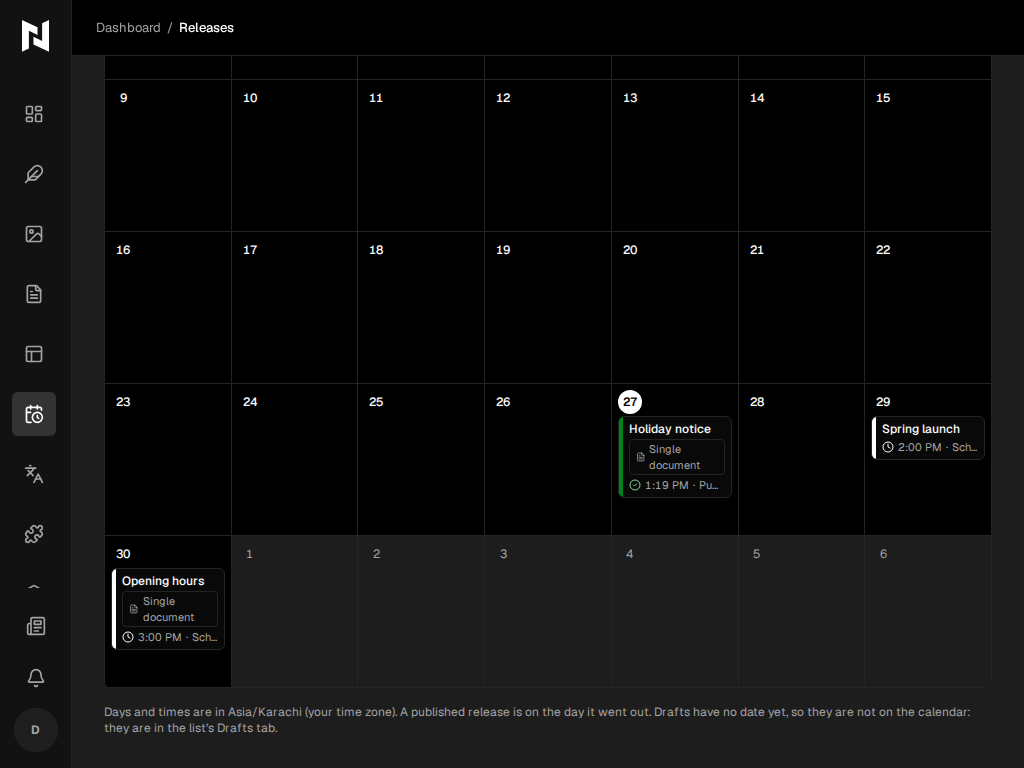 Dashboard / Releases
9 10 11 12 13 14 15
16 17 18 19 20 21 22
23 24 25 26 27 28 29
Holiday notice
Single
document
1:19 PM · Pu...
Spring launch
2:00 PM · Sch...
30 1 2 3 4 5 6
Opening hours
Single
document
3:00 PM · Sch...
Days and times are in Asia/Karachi (your time zone). A published release is on the day it went out. Drafts have no date yet, so they are not on the calendar:
they are in the list's Drafts tab.
D